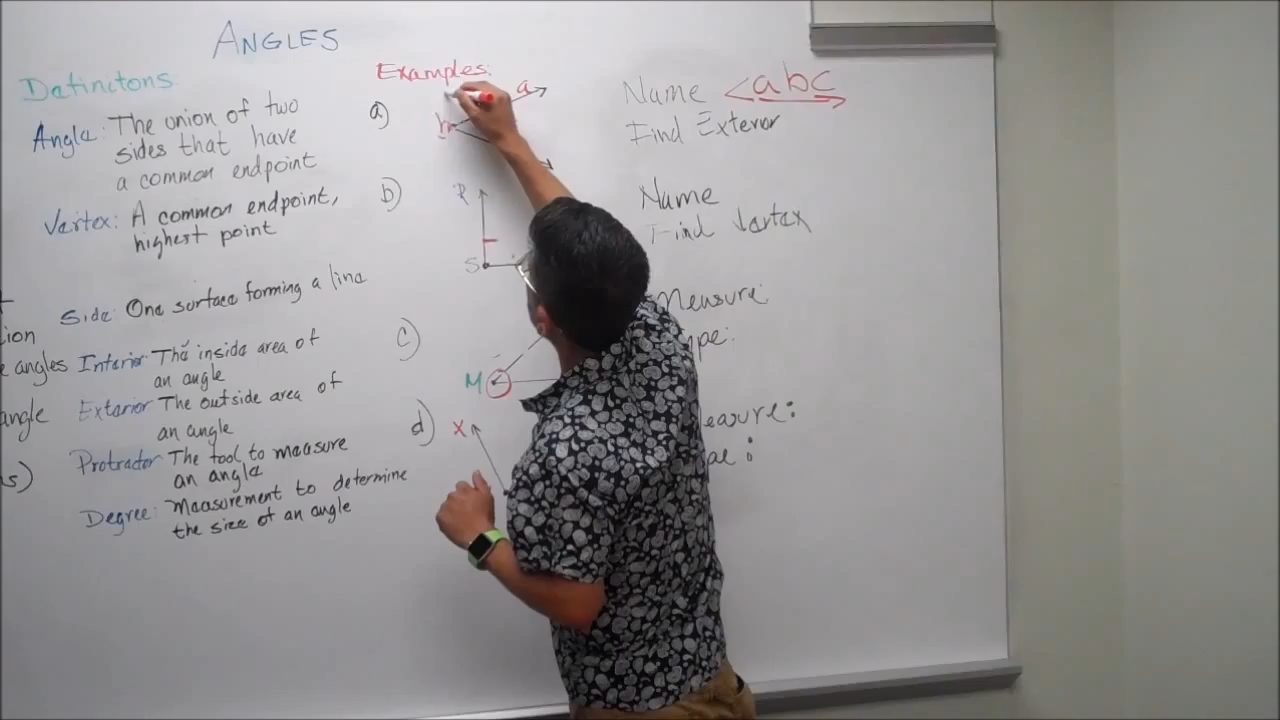 ANGLES
Definitons:
Angle: The union of two
sides that have
a common endpoint
Vertex: A common endpoint,
highest point
Side: One surface forming a line
ion
angles
Interior The inside area of
an angle
angle
Exterior The outside area of
an angle
s)
Protractor The tool to measure
an angle
Degree: Measurement to determine
the size of an angle
Examples:
a)
a
b
b)
R
S
c)
M
d)
X
Name <abc
Find Exterior
Name
Find Vertex
Measure:
ype:
easure:
pe: